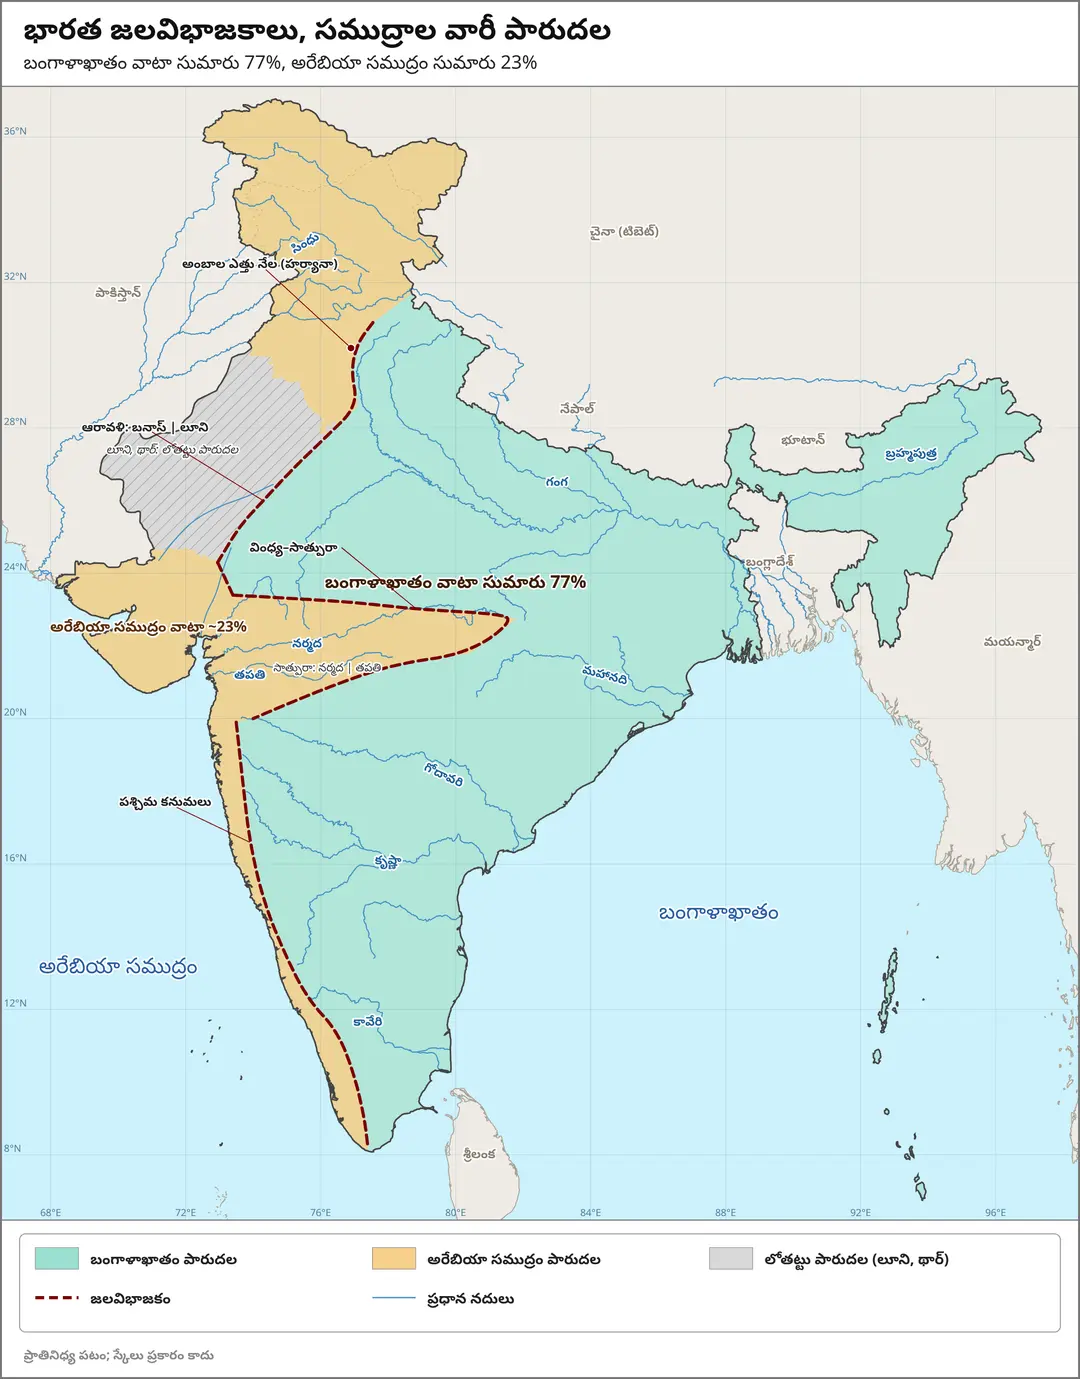 భారత జలవిభాజకాలు, సముద్రాల వారీ పారుదల
బంగాళాఖాతం వాటా సుమారు 77%, అరేబియా సముద్రం సుమారు 23%
36°N
చైనా (టిబెట్)
సింధు
అంబాల ఎత్తు నేల (హర్యానా)
32°N
పాకిస్తాన్
నేపాల్
28°N
ఆరావళి: బనాస్ | లూని
లూని, థార్: లోతట్టు పారుదల
భూటాన్
బ్రహ్మపుత్ర
గంగ
వింధ్య–సాత్పురా
బంగ్లాదేశ్
24°N
బంగాళాఖాతం వాటా సుమారు 77%
అరేబియా సముద్రం వాటా ~23%
మయన్మార్
నర్మద
సాత్పురా: నర్మద | తపతి
తపతి
మహానది
20°N
గోదావరి
పశ్చిమ కనుమలు
16°N
కృష్ణా
బంగాళాఖాతం
అరేబియా సముద్రం
12°N
కావేరి
8°N
శ్రీలంక
68°E 72°E 76°E 80°E 84°E 88°E 92°E 96°E
బంగాళాఖాతం పారుదల
అరేబియా సముద్రం పారుదల
లోతట్టు పారుదల (లూని, థార్)
జలవిభాజకం
ప్రధాన నదులు
ప్రాతినిధ్య పటం; స్కేలు ప్రకారం కాదు